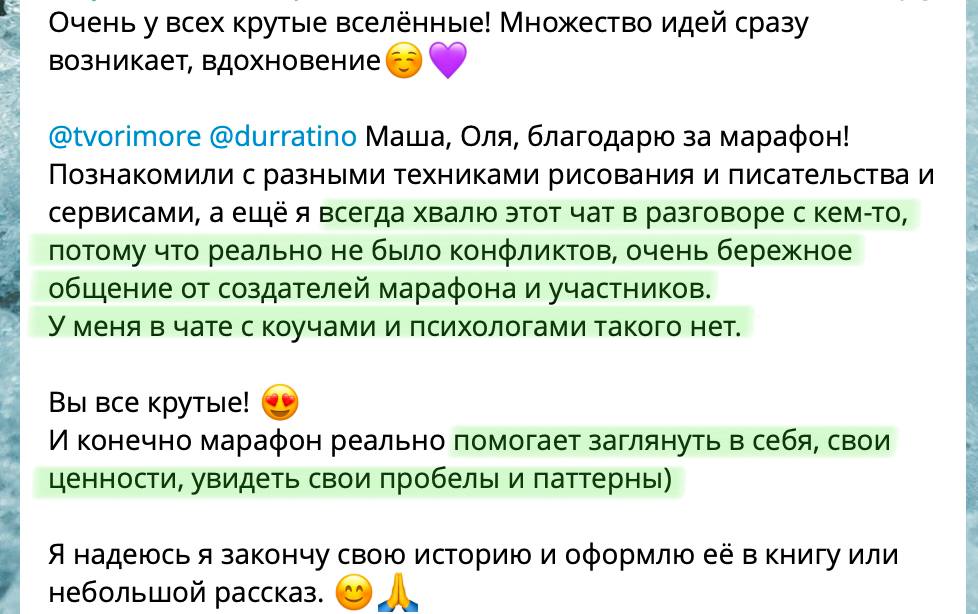 Очень у всех крутые вселённые! Множество идей сразу
возникает, вдохновение☺️💜
@tvorimore @durratino Маша, Оля, благодарю за марафон!
Познакомили с разными техниками рисования и писательства и
сервисами, а ещё я всегда хвалю этот чат в разговоре с кем-то,
потому что реально не было конфликтов, очень бережное
общение от создателей марафона и участников.
У меня в чате с коучами и психологами такого нет.
Вы все крутые! 😍
И конечно марафон реально помогает заглянуть в себя, свои
ценности, увидеть свои пробелы и паттерны)
Я надеюсь я закончу свою историю и оформлю её в книгу или
небольшой рассказ. 😊🙏